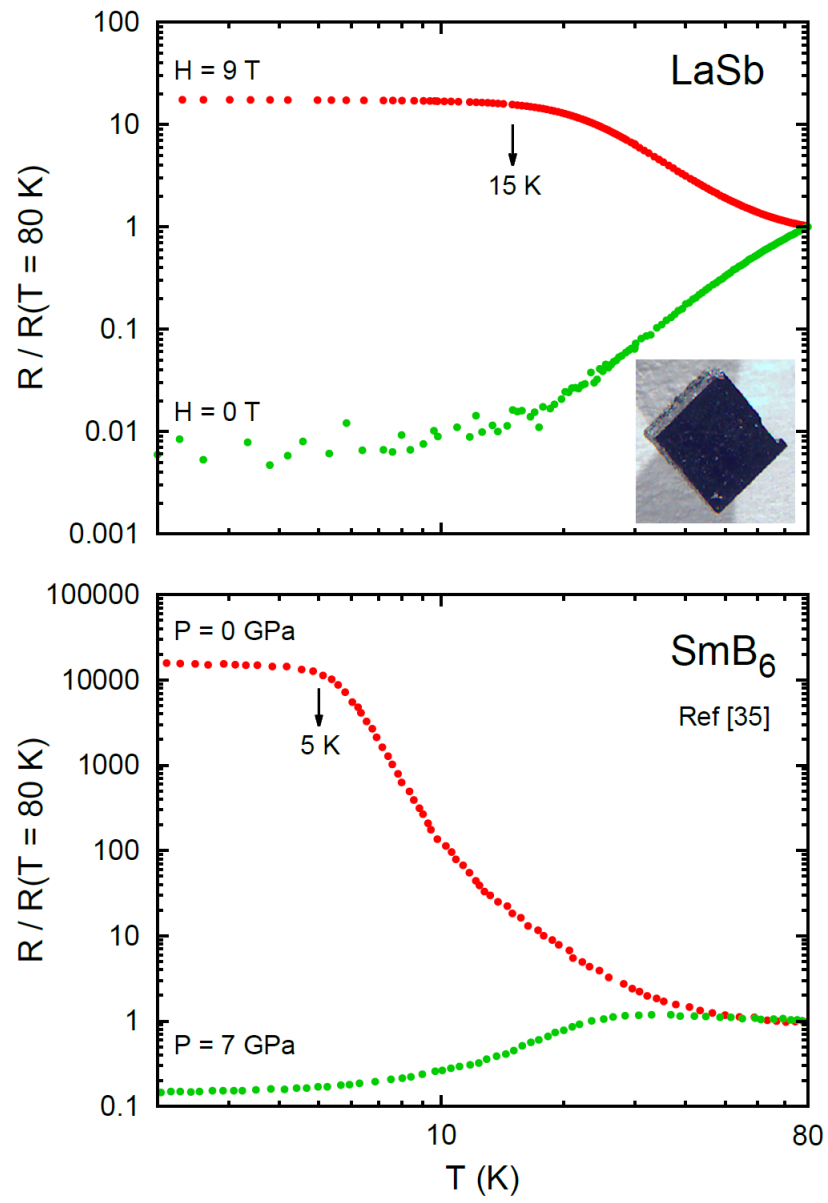 100
H = 9 T
LaSb
10
15 K
R / R(T = 80 K)
1
0.1
H = 0 T
0.01
0.001
100000
P = 0 GPa
SmB₆
10000
Ref [35]
5 K
1000
R / R(T = 80 K)
100
10
1
P = 7 GPa
0.1
10
80
T (K)